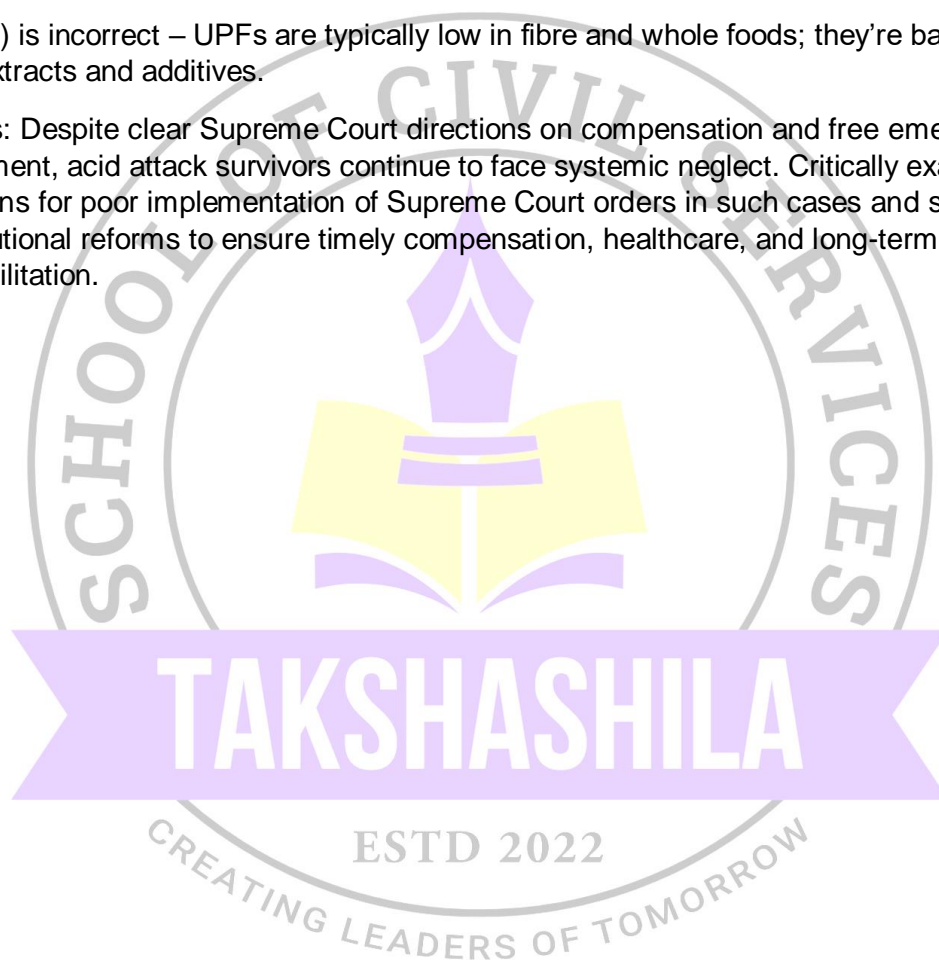 ) is incorrect – UPFs are typically low in fibre and whole foods; they're ba
tracts and additives.
s: Despite clear Supreme Court directions on compensation and free eme
ment, acid attack survivors continue to face systemic neglect. Critically exa
ns for poor implementation of Supreme Court orders in such cases and s
utional reforms to ensure timely compensation, healthcare, and long-term
ilitation.
SCHOOL OF CIVIL SERVICES
TAKSHASHILA
ESTD 2022
CREATING LEADERS OF TOMORROW